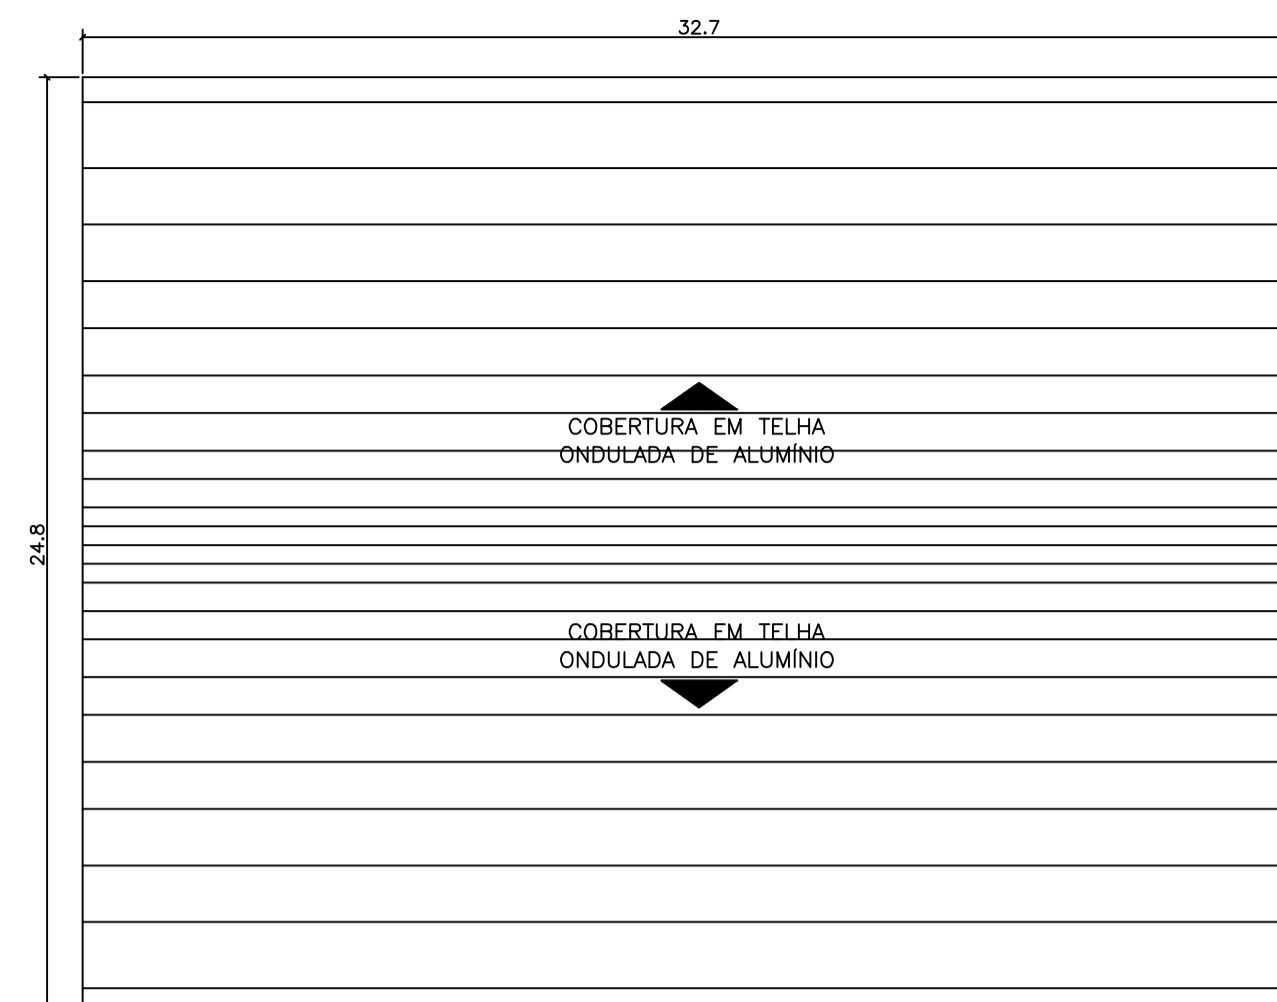 32.7
COBERTURA EM TELHA
ONDULADA DE ALUMÍNIO
24.8
COBERTURA EM TELHA
ONDULADA DE ALUMÍNIO